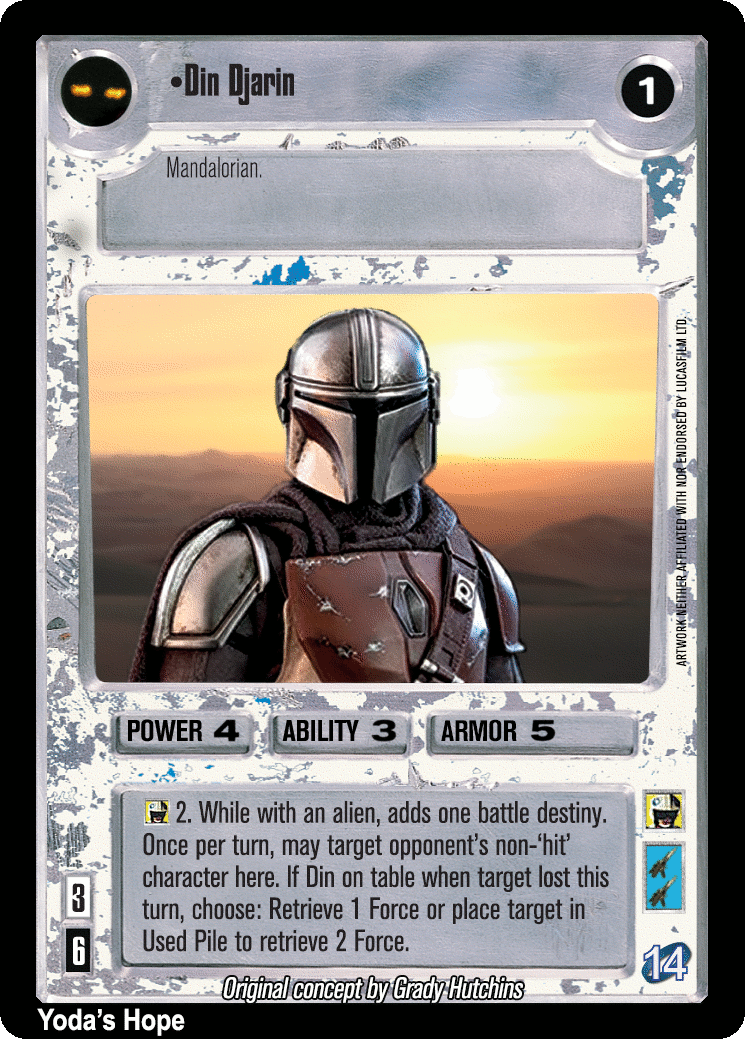 •Din Djarin
1
Mandalorian.
ARTWORK NEITHER AFFILIATED WITH NOR ENDORSED BY LUCASFILM LTD.
POWER 4 ABILITY 3 ARMOR 5
2. While with an alien, adds one battle destiny.
Once per turn, may target opponent's non-‘hit’
character here. If Din on table when target lost this
turn, choose: Retrieve 1 Force or place target in
Used Pile to retrieve 2 Force.
3
6
14
Original concept by Grady Hutchins
Yoda's Hope